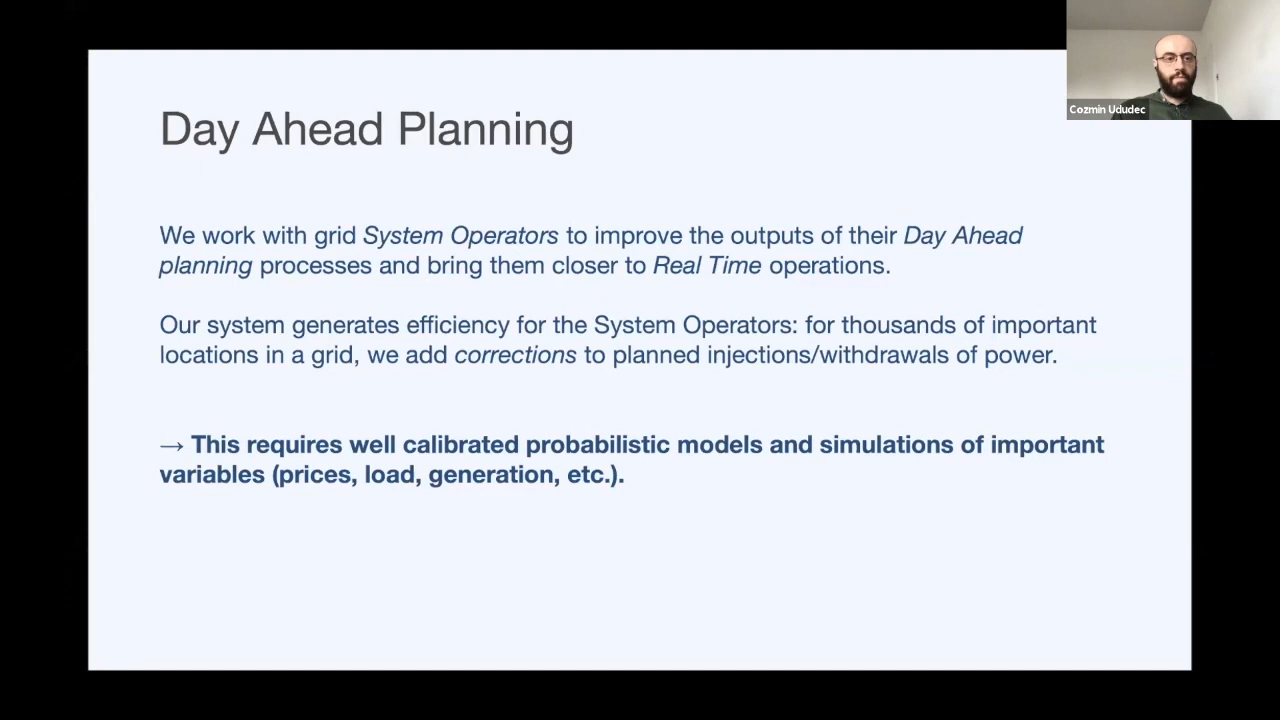 Day Ahead Planning
Cozmin Ududec
We work with grid System Operators to improve the outputs of their Day Ahead
planning processes and bring them closer to Real Time operations.
Our system generates efficiency for the System Operators: for thousands of important
locations in a grid, we add corrections to planned injections/withdrawals of power.
→ This requires well calibrated probabilistic models and simulations of important
variables (prices, load, generation, etc.).